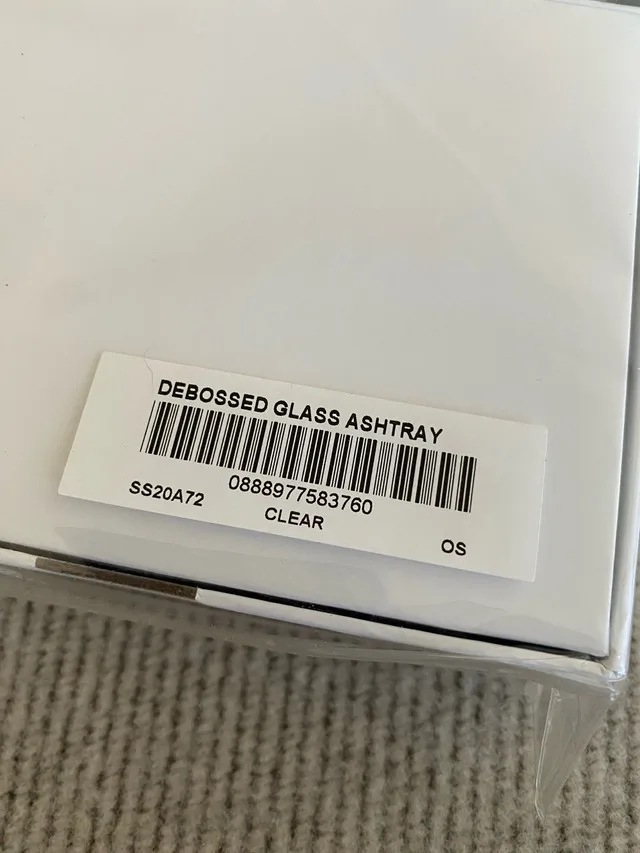 DEBOSSED GLASS ASHTRAY
0888977583760
SS20A72
CLEAR
OS